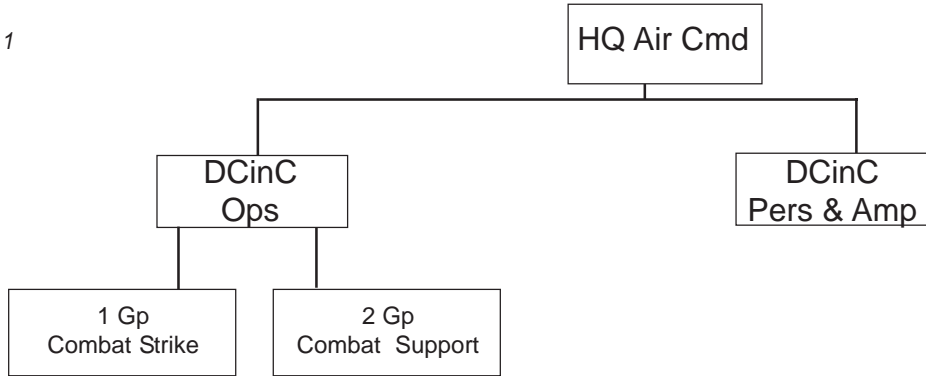 1
HQ Air Cmd
DCinC
Ops
DCinC
Pers & Amp
1 Gp
Combat Strike
2 Gp
Combat Support